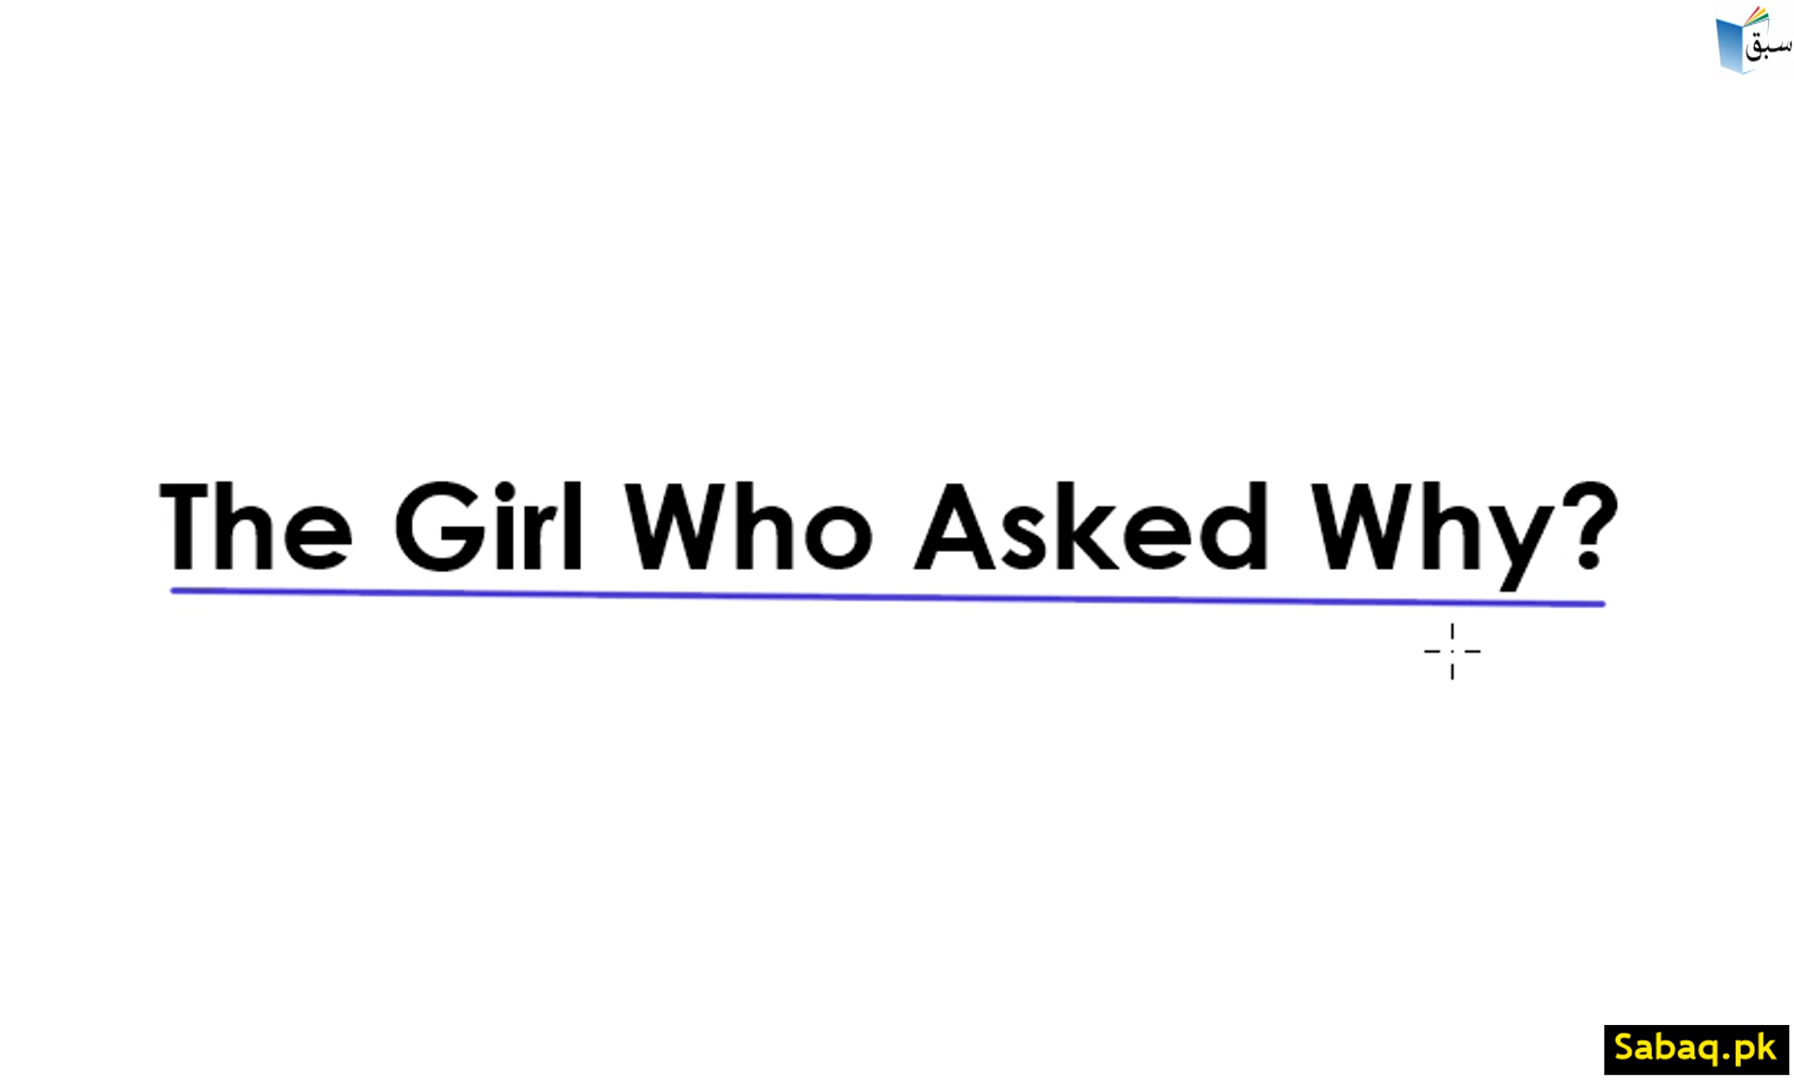 سبق
The Girl Who Asked Why?
Sabaq.pk